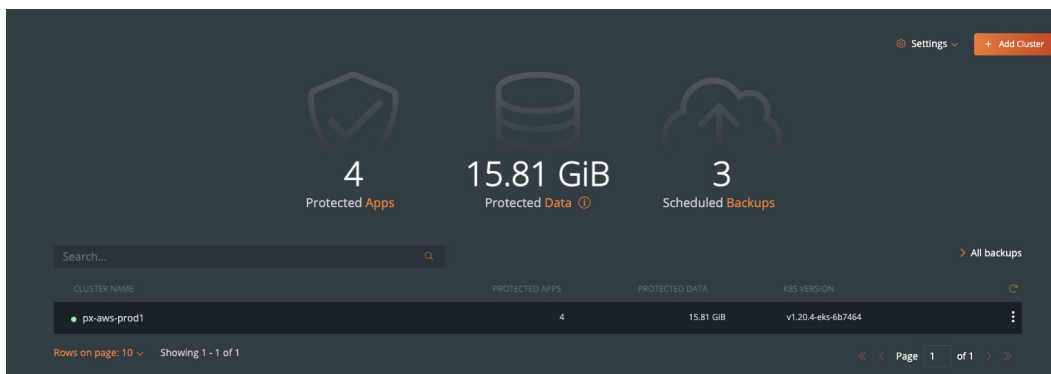 Settings
+ Add Cluster
4
Protected Apps
15.81 GiB
Protected Data
3
Scheduled Backups
Search...
All backups
CLUSTER NAME PROTECTED APPS PROTECTED DATA K8S VERSION
px-aws-prod1 4 15.81 GiB v1.20.4-eks-6b7464
Rows on page: 10 Showing 1 - 1 of 1 Page 1 of 1